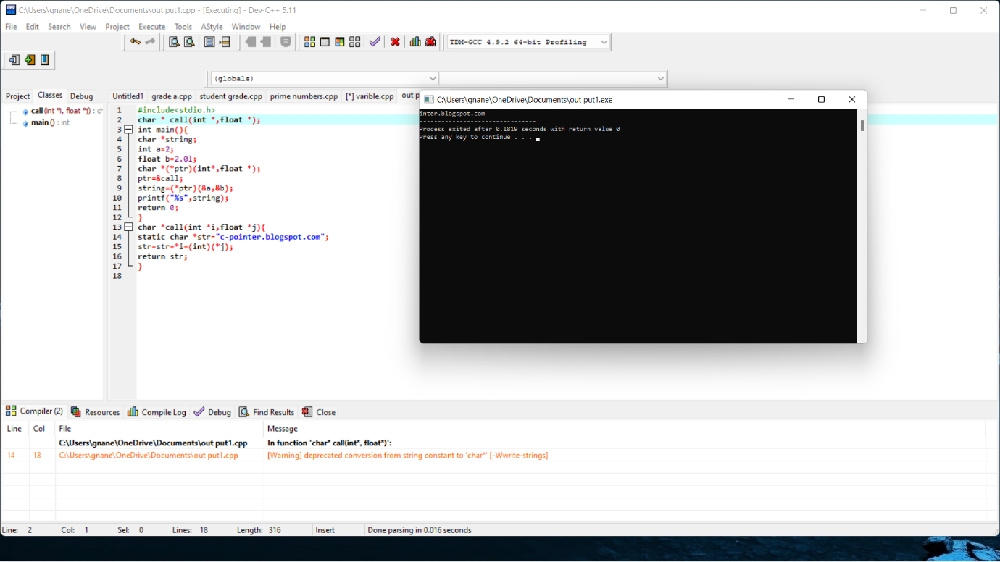 C:\Users\gnane\OneDrive\Documents\out put1.cpp - [Executing] - Dev-C++ 5.11
File Edit Search View Project Execute Tools AStyle Window Help
TDM-GCC 4.9.2 64-bit Profiling
(globals)
Project Classes Debug
call (int *i, float *j) : ch
main () : int
Untitled1 grade a.cpp student grade.cpp prime numbers.cpp [*] varible.cpp out p
1 #include<stdio.h>
2 char * call(int *,float *);
3 int main(){
4 char *string;
5 int a=2;
6 float b=2.0l;
7 char *(*ptr)(int*,float *);
8 ptr=&call;
9 string=(*ptr)(&a,&b);
10 printf("%s",string);
11 return 0;
12 }
13 char *call(int *i,float *j){
14 static char *str="c-pointer.blogspot.com";
15 str=str+*i+(int)(*j);
16 return str;
17 }
18
C:\Users\gnane\OneDrive\Documents\out put1.exe
inter.blogspot.com
--------------------------------
Process exited after 0.1819 seconds with return value 0
Press any key to continue . . .
Compiler (2) Resources Compile Log Debug Find Results Close
Line Col File Message
C:\Users\gnane\OneDrive\Documents\out put1.cpp In function 'char* call(int*, float*)':
14 18 C:\Users\gnane\OneDrive\Documents\out put1.cpp [Warning] deprecated conversion from string constant to 'char*' [-Wwrite-strings]
Line: 2 Col: 1 Sel: 0 Lines: 18 Length: 316 Insert Done parsing in 0.016 seconds